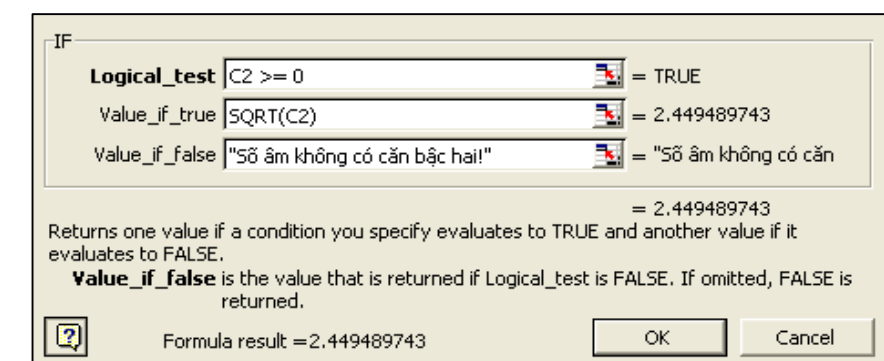 IF
Logical_test C2 >= 0 = TRUE
Value_if_true SQRT(C2) = 2.449489743
Value_if_false "Số âm không có căn bậc hai!" = "Số âm không có căn
= 2.449489743
Returns one value if a condition you specify evaluates to TRUE and another value if it
evaluates to FALSE.
Value_if_false is the value that is returned if Logical_test is FALSE. If omitted, FALSE is
returned.
Formula result =2.449489743 OK Cancel